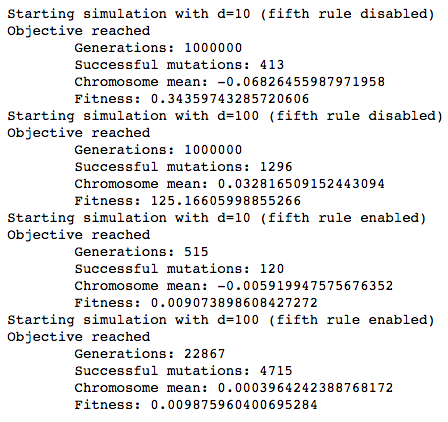 Starting simulation with d=10 (fifth rule disabled)
Objective reached
Generations: 1000000
Successful mutations: 413
Chromosome mean: -0.06826455987971958
Fitness: 0.34359743285720606
Starting simulation with d=100 (fifth rule disabled)
Objective reached
Generations: 1000000
Successful mutations: 1296
Chromosome mean: 0.032816509152443094
Fitness: 125.16605998855266
Starting simulation with d=10 (fifth rule enabled)
Objective reached
Generations: 515
Successful mutations: 120
Chromosome mean: -0.005919947575676352
Fitness: 0.009073898608427272
Starting simulation with d=100 (fifth rule enabled)
Objective reached
Generations: 22867
Successful mutations: 4715
Chromosome mean: 0.0003964242388768172
Fitness: 0.009875960400695284